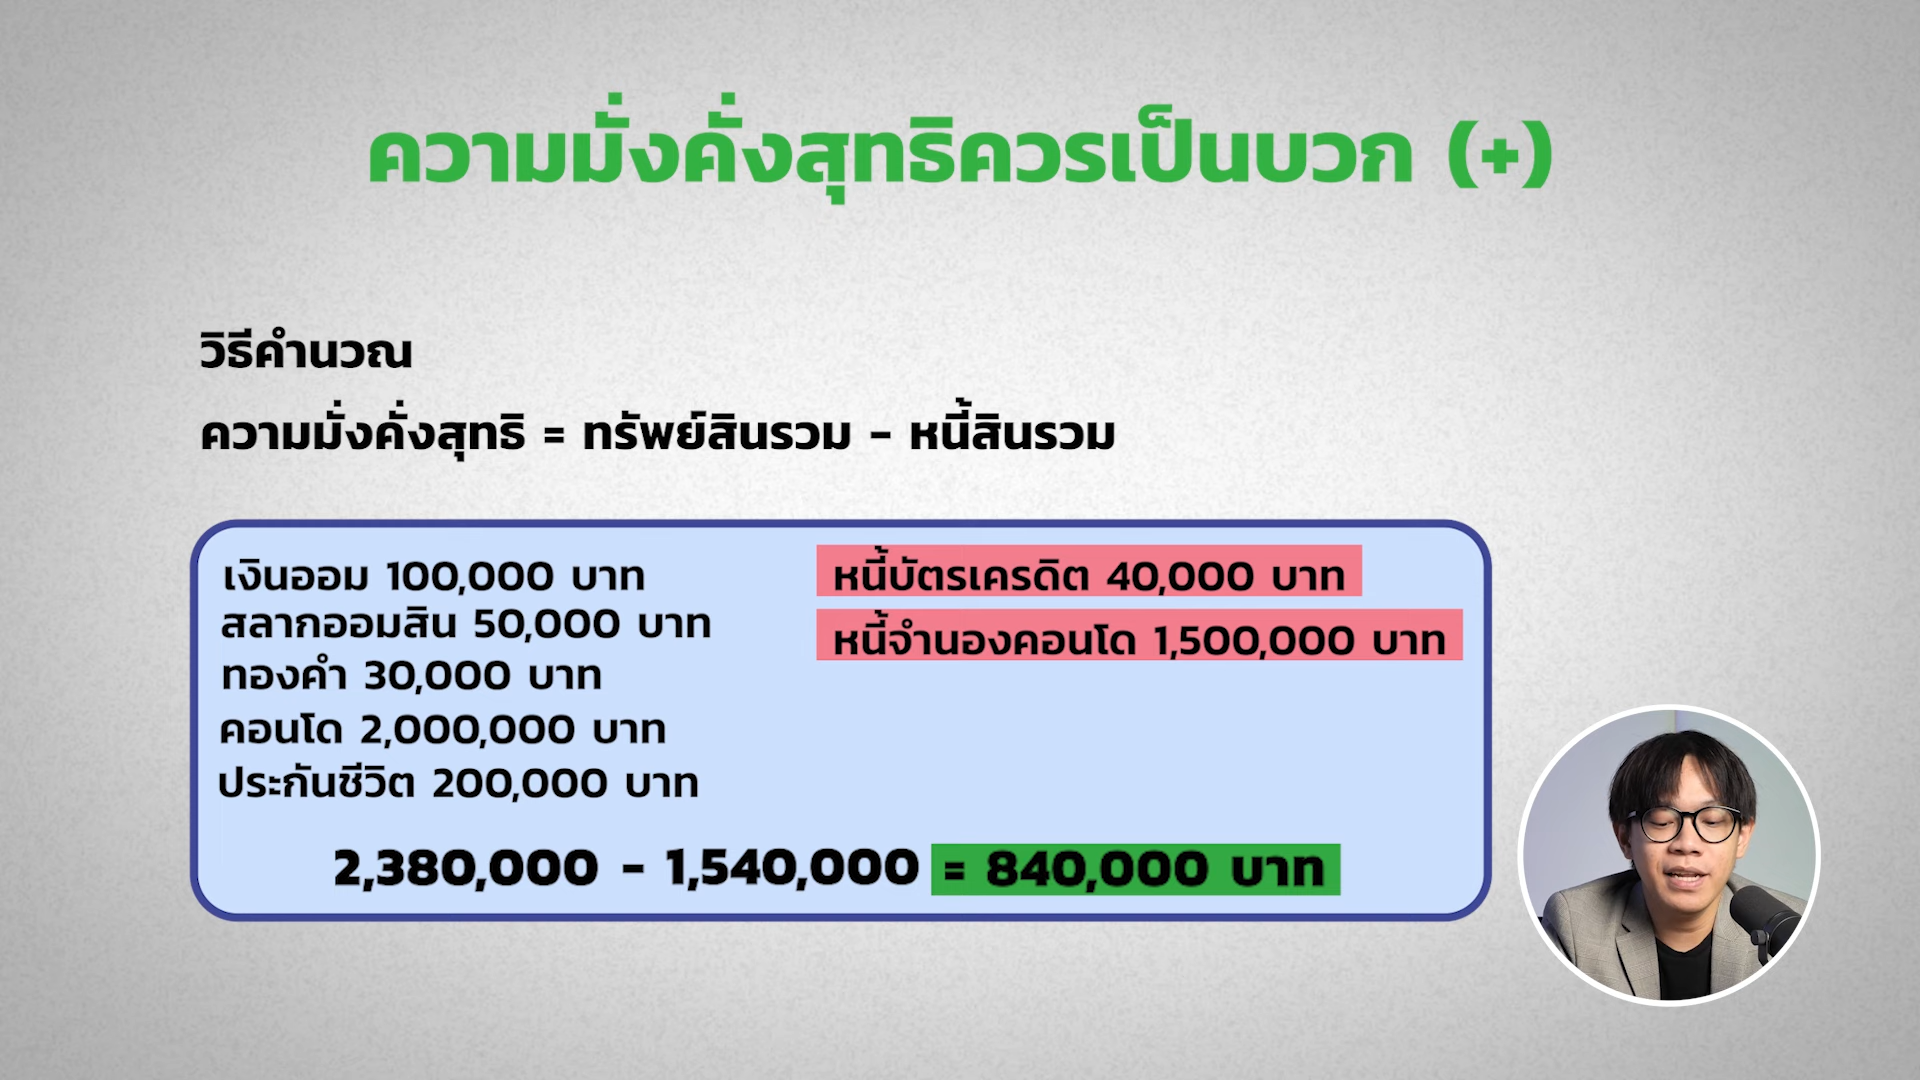 ความมั่งคั่งสุทธิควรเป็นบวก (+)
วิธีคำนวณ
ความมั่งคั่งสุทธิ = ทรัพย์สินรวม - หนี้สินรวม
เงินออม 100,000 บาท
สลากออมสิน 50,000 บาท
ทองคำ 30,000 บาท
คอนโด 2,000,000 บาท
ประกันชีวิต 200,000 บาท
หนี้บัตรเครดิต 40,000 บาท
หนี้จำนองคอนโด 1,500,000 บาท
2,380,000 - 1,540,000 = 840,000 บาท